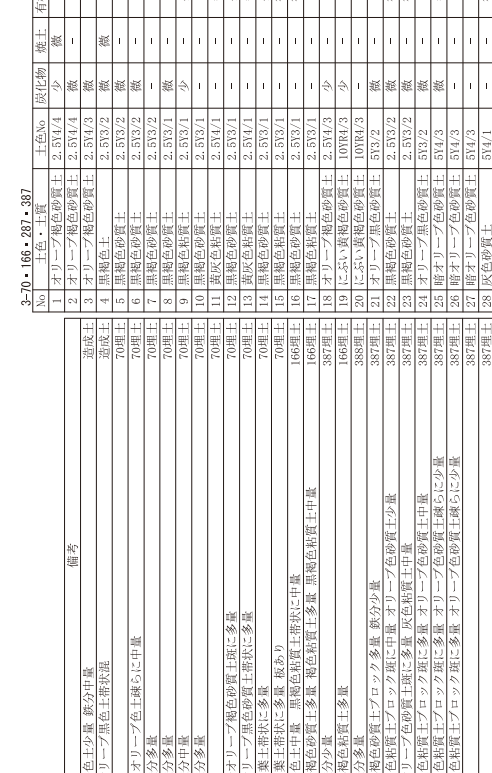 備考
色土少量 鉄分中量 造成土
リーブ黒色土帯状混 造成土
70埋土
オリーブ色土疎らに中量 70埋土
分多量 70埋土
分多量 70埋土
分中量 70埋土
分多量 70埋土
70埋土
オリーブ褐色砂質土斑に多量 70埋土
リーブ黒色砂質土帯状に多量 70埋土
葉土帯状に多量 70埋土
葉土帯状に多量 板あり 70埋土
色土中量 黒褐色粘質土帯状に中量 166埋土
褐色砂質土多量 褐色粘質土多量 黒褐色粘質土中量 166埋土
分少量 387埋土
褐色粘質土多量 166埋土
分多量 388埋土
褐色砂質土ブロック多量 鉄分少量 387埋土
色粘質土ブロック斑に中量 オリーブ色砂質土少量 387埋土
リーブ色砂質土斑に多量 灰色粘質土中量 387埋土
色粘質土ブロック斑に多量 オリーブ色砂質土中量 387埋土
色粘質土ブロック斑に多量 オリーブ色砂質土疎らに少量 387埋土
色粘質土ブロック斑に多量 オリーブ色砂質土疎らに少量 387埋土
387埋土
387埋土
3-70・166・287・387
No 土色・土質 土色No 炭化物 焼土 有
1 オリーブ褐色砂質土 2.5Y4/4 少 微
2 オリーブ褐色砂質土 2.5Y4/4 微 -
3 オリーブ褐色砂質土 2.5Y4/3 微 -
4 黒褐色土 2.5Y3/2 微 微
5 黒褐色砂質土 2.5Y3/2 微 -
6 黒褐色砂質土 2.5Y3/2 微 -
7 黒褐色砂質土 2.5Y3/2 - -
8 黒褐色砂質土 2.5Y3/1 微 -
9 黒褐色粘質土 2.5Y3/1 少 -
10 黒褐色砂質土 2.5Y3/1 - -
11 黄灰色粘質土 2.5Y4/1 - -
12 黒褐色砂質土 2.5Y3/1 - -
13 黄灰色粘質土 2.5Y4/1 - -
14 黒褐色砂質土 2.5Y3/1 - -
15 黒褐色粘質土 2.5Y3/1 - -
16 黒褐色砂質土 2.5Y3/1 - -
17 黒褐色粘質土 2.5Y3/1 - -
18 オリーブ褐色砂質土 2.5Y4/3 少 -
19 にぶい黄褐色砂質土 10YR4/3 少 -
20 にぶい黄褐色砂質土 10YR4/3 - -
21 オリーブ黒色砂質土 5Y3/2 微 -
22 黒褐色砂質土 2.5Y3/2 微 -
23 黒褐色砂質土 2.5Y3/2 微 -
24 オリーブ黒色砂質土 5Y3/2 微 -
25 暗オリーブ色砂質土 5Y4/3 微 -
26 暗オリーブ色砂質土 5Y4/3 - -
27 暗オリーブ色砂質土 5Y4/3 - -
28 灰色砂質土 5Y4/1 - -